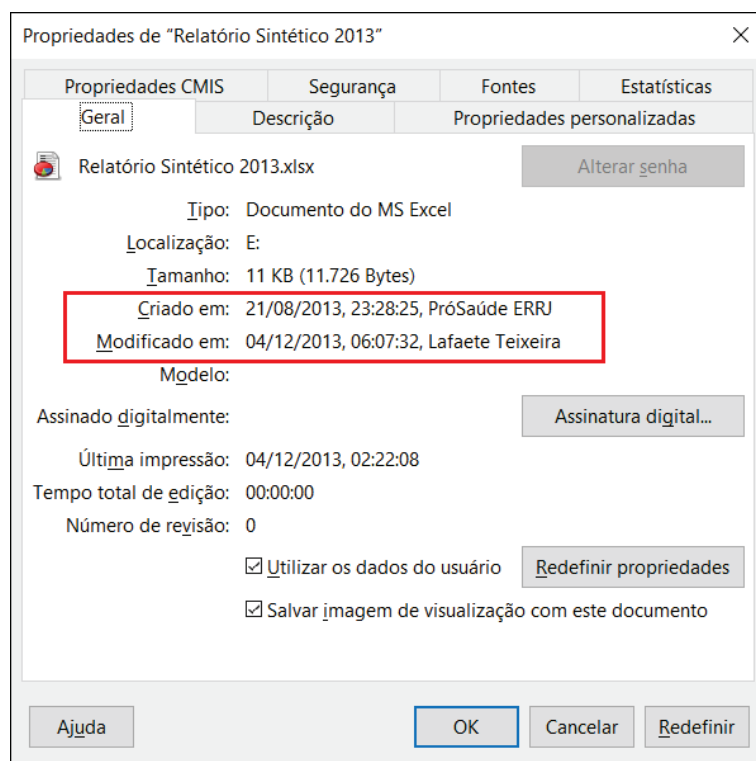 Propriedades de “Relatório Sintético 2013”
Propriedades CMIS Segurança Fontes Estatísticas
Geral Descrição Propriedades personalizadas
Relatório Sintético 2013.xlsx Alterar senha
Tipo: Documento do MS Excel
Localização: E:
Tamanho: 11 KB (11.726 Bytes)
Criado em: 21/08/2013, 23:28:25, PróSaúde ERRJ
Modificado em: 04/12/2013, 06:07:32, Lafaete Teixeira
Modelo:
Assinado digitalmente: Assinatura digital...
Última impressão: 04/12/2013, 02:22:08
Tempo total de edição: 00:00:00
Número de revisão: 0
Utilizar os dados do usuário Redefinir propriedades
Salvar imagem de visualização com este documento
Ajuda OK Cancelar Redefinir